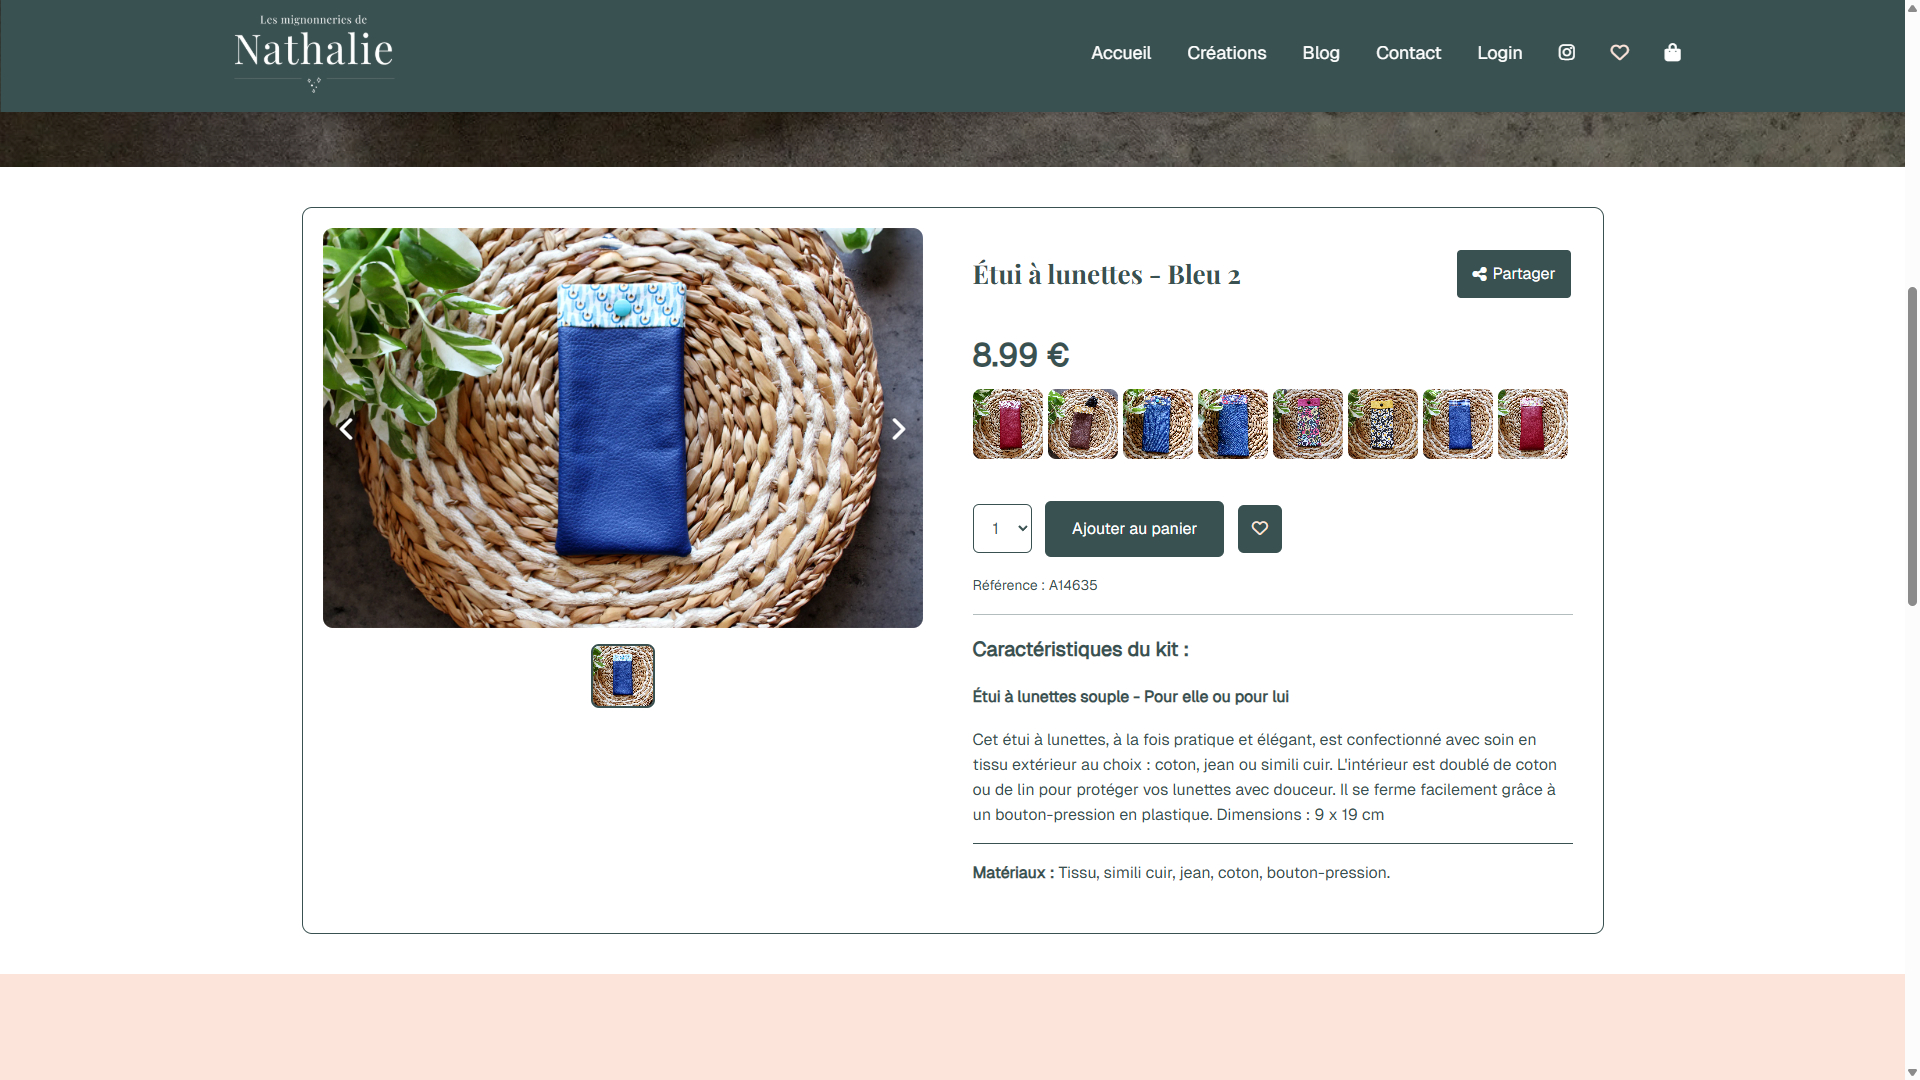 Les mignonneries de
Nathalie
Accueil
Créations
Blog
Contact
Login
Étui à lunettes - Bleu 2
Partager
8.99 €
1
Ajouter au panier
Référence : A14635
Caractéristiques du kit :
Étui à lunettes souple - Pour elle ou pour lui
Cet étui à lunettes, à la fois pratique et élégant, est confectionné avec soin en
tissu extérieur au choix : coton, jean ou simili cuir. L'intérieur est doublé de coton
ou de lin pour protéger vos lunettes avec douceur. Il se ferme facilement grâce à
un bouton-pression en plastique. Dimensions : 9 x 19 cm
Matériaux : Tissu, simili cuir, jean, coton, bouton-pression.